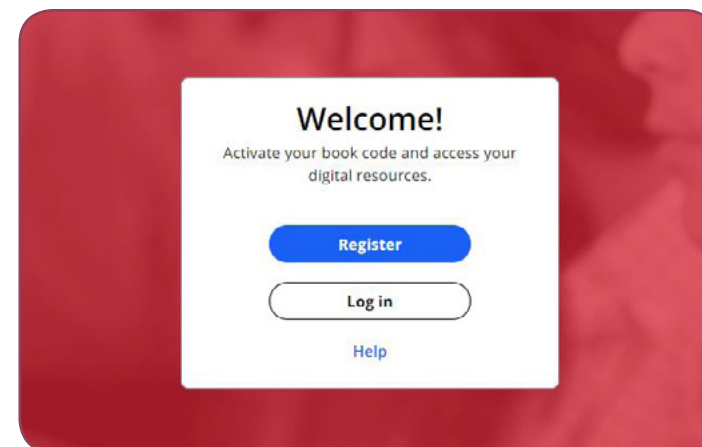 Welcome!
Activate your book code and access your
digital resources.
Register
Log in
Help